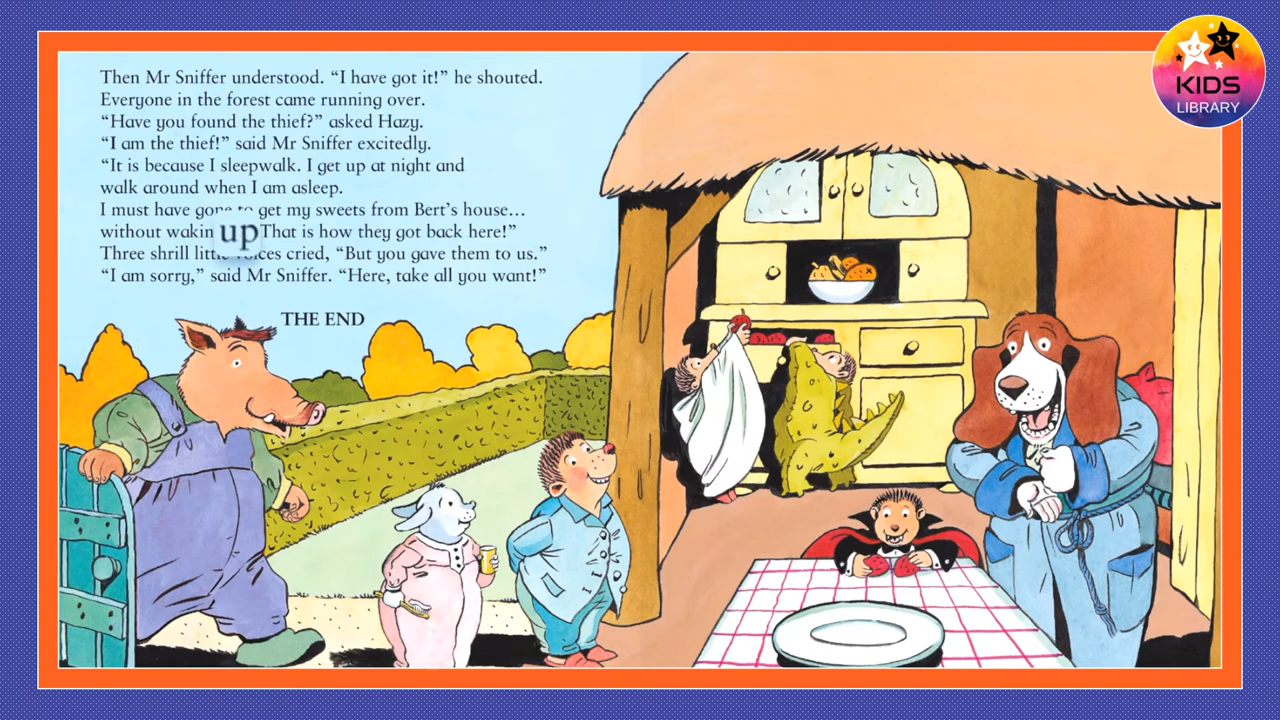 Then Mr Sniffer understood. “I have got it!” he shouted.
Everyone in the forest came running over.
“Have you found the thief?” asked Hazy.
“I am the thief!” said Mr Sniffer excitedly.
“It is because I sleepwalk. I get up at night and
walk around when I am asleep.
I must have gone to get my sweets from Bert’s house…
without wakin up That is how they got back here!”
Three shrill little voices cried, “But you gave them to us.”
“I am sorry,” said Mr Sniffer. “Here, take all you want!”
THE END
KIDS
LIBRARY